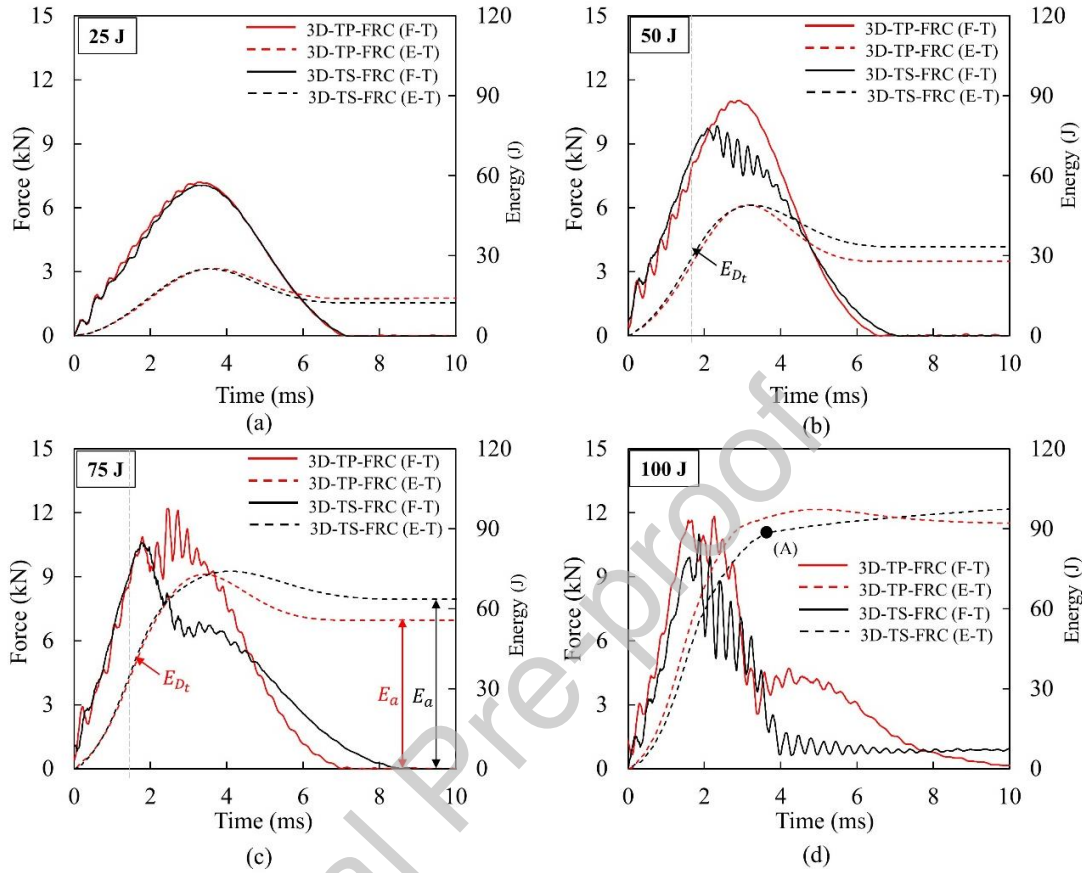 25 J
3D-TP-FRC (F-T)
3D-TP-FRC (E-T)
3D-TS-FRC (F-T)
3D-TS-FRC (E-T)
15
12
9
6
3
0
Force (kN)
120
90
60
30
0
Energy (J)
0 2 4 6 8 10
Time (ms)
(a)
50 J
3D-TP-FRC (F-T)
3D-TP-FRC (E-T)
3D-TS-FRC (F-T)
3D-TS-FRC (E-T)
E_{D_t}
15
12
9
6
3
0
Force (kN)
120
90
60
30
0
Energy (J)
0 2 4 6 8 10
Time (ms)
(b)
75 J
3D-TP-FRC (F-T)
3D-TP-FRC (E-T)
3D-TS-FRC (F-T)
3D-TS-FRC (E-T)
E_{D_t}
E_a
E_a
15
12
9
6
3
0
Force (kN)
120
90
60
30
0
Energy (J)
0 2 4 6 8 10
Time (ms)
(c)
100 J
(A)
3D-TP-FRC (F-T)
3D-TP-FRC (E-T)
3D-TS-FRC (F-T)
3D-TS-FRC (E-T)
15
12
9
6
3
0
Force (kN)
120
90
60
30
0
Energy (J)
0 2 4 6 8 10
Time (ms)
(d)
al Pre-proof